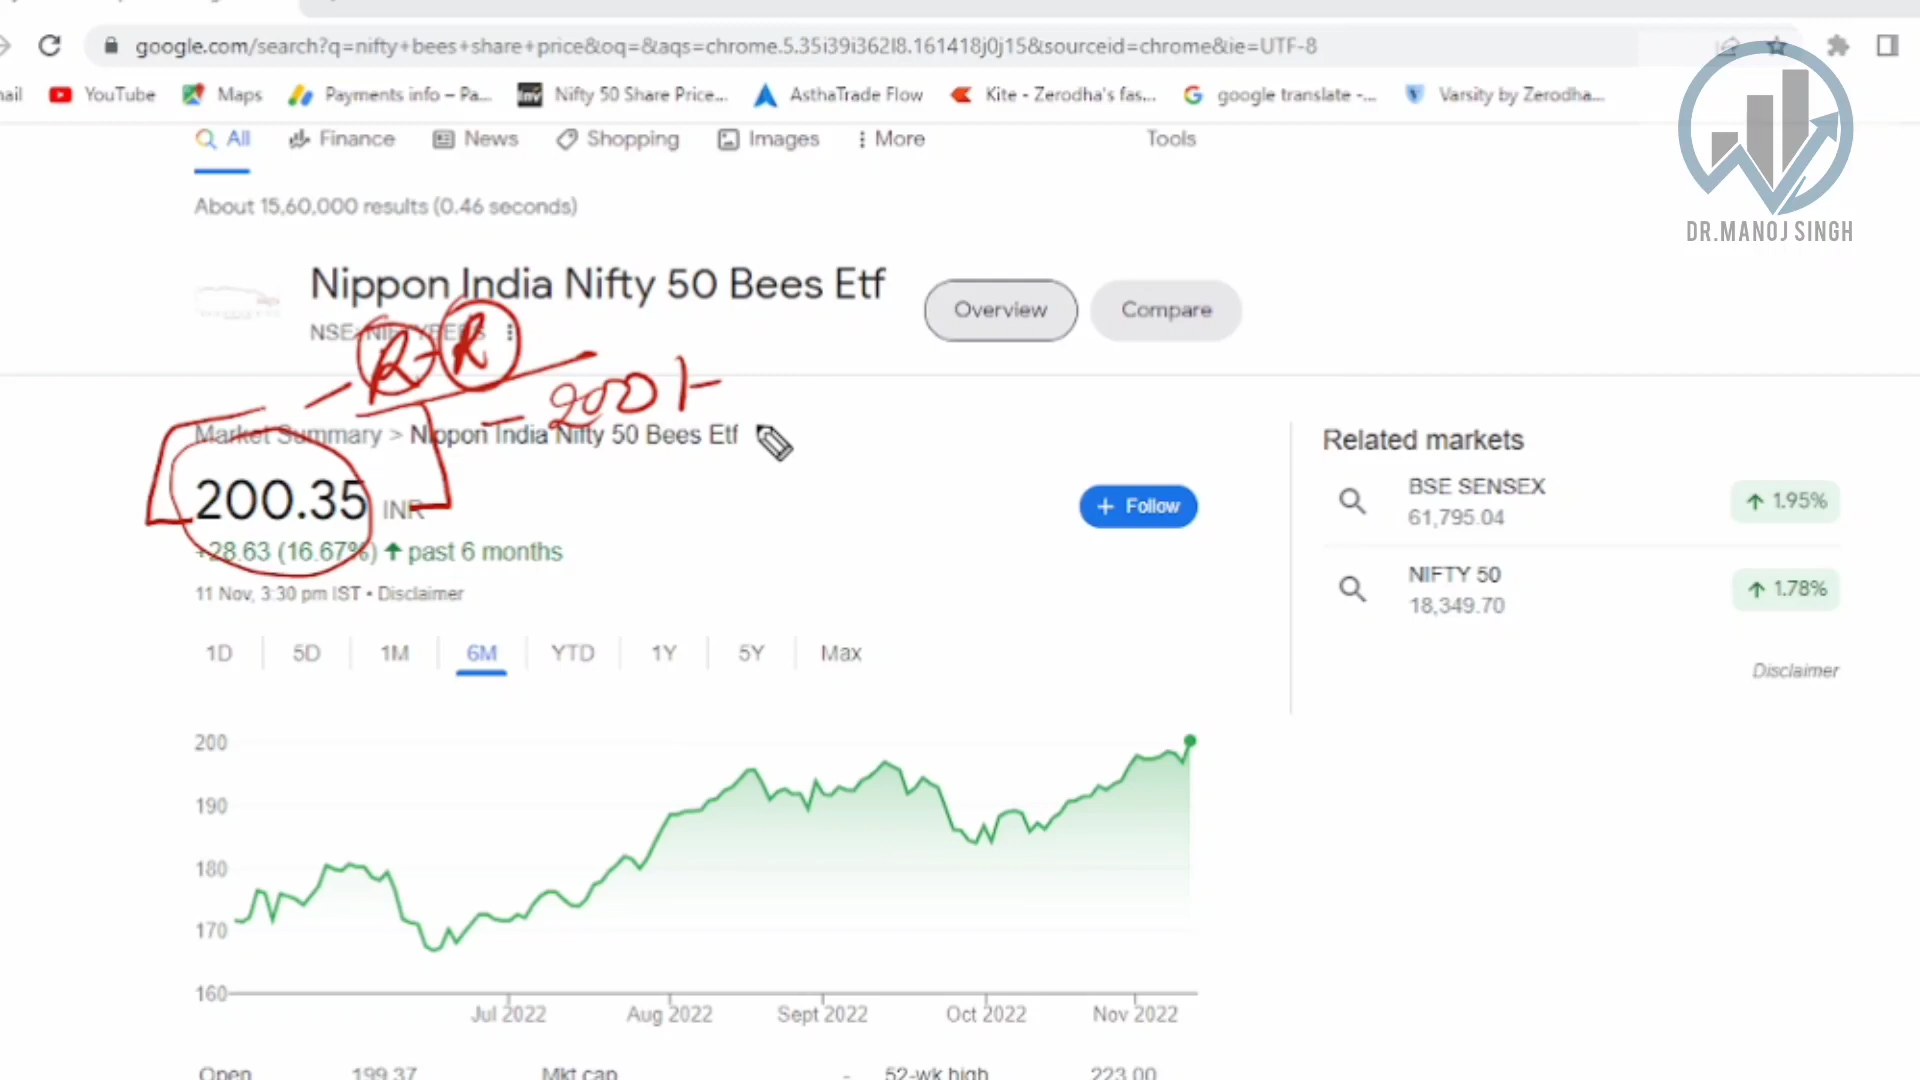 google.com/search?q=nifty+bees+share+price&oq=&aqs=chrome.5.35i39i362l8.161418j0j15&sourceid=chrome&ie=UTF-8
ail YouTube Maps Payments info – Pa... Nifty 50 Share Price... AsthaTrade Flow Kite - Zerodha's fas... google translate -... Varsity by Zerodha...
DR.MANOJ SINGH
All Finance News Shopping Images More Tools
About 15,60,000 results (0.46 seconds)
Nippon India Nifty 50 Bees Etf
NSE: NIFTYBEES
Overview Compare
R-R
- 200 I-
Market Summary > Nippon India Nifty 50 Bees Etf
200.35 INR
+28.63 (16.67%) ↑ past 6 months
11 Nov, 3:30 pm IST • Disclaimer
+ Follow
1D 5D 1M 6M YTD 1Y 5Y Max
200
190
180
170
160
Jul 2022 Aug 2022 Sept 2022 Oct 2022 Nov 2022
Open 199.37 Mkt cap - 52-wk high 223.00
Related markets
BSE SENSEX
61,795.04 ↑ 1.95%
NIFTY 50
18,349.70 ↑ 1.78%
Disclaimer